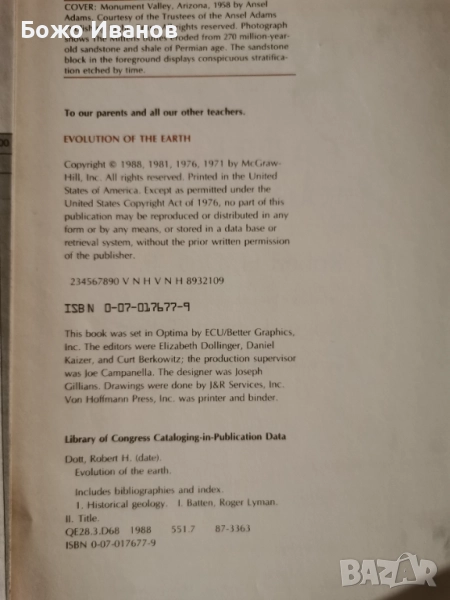 COVER: Monument Valley, Arizona, 1958 by Ansel
Adams. Courtesy of the Trustees of the Ansel Adams
Божо Иванов
rights reserved. Photograph
shows The Mittens Buttes eroded from 270 million-year-
old sandstone and shale of Permian age. The sandstone
block in the foreground displays conspicuous stratifica-
tion etched by time.
To our parents and all our other teachers.
EVOLUTION OF THE EARTH
Copyright © 1988, 1981, 1976, 1971 by McGraw-
Hill, Inc. All rights reserved. Printed in the United
States of America. Except as permitted under the
United States Copyright Act of 1976, no part of this
publication may be reproduced or distributed in any
form or by any means, or stored in a data base or
retrieval system, without the prior written permission
of the publisher.
234567890 V N H V N H 8932109
ISBN 0-07-017677-9
This book was set in Optima by ECU/Better Graphics,
Inc. The editors were Elizabeth Dollinger, Daniel
Kaizer, and Curt Berkowitz; the production supervisor
was Joe Campanella. The designer was Joseph
Gillians. Drawings were done by J&R Services, Inc.
Von Hoffmann Press, Inc. was printer and binder.
Library of Congress Cataloging-in-Publication Data
Dott, Robert H. (date).
Evolution of the earth.
Includes bibliographies and index.
1. Historical geology. I. Batten, Roger Lyman.
II. Title.
QE28.3.D68 1988 551.7 87-3363
ISBN 0-07-017677-9
BAZAR